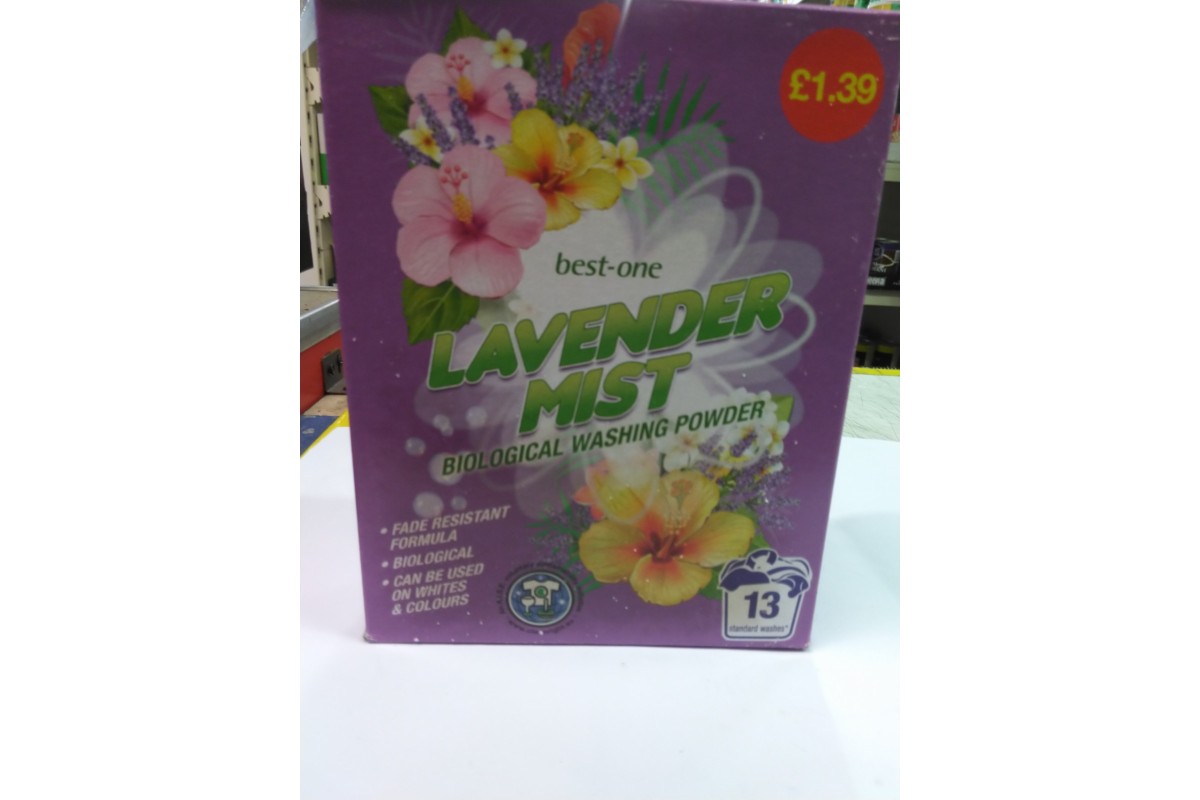 £1.39
best-one
LAVENDER
MIST
BIOLOGICAL WASHING POWDER
• FADE RESISTANT
FORMULA
• BIOLOGICAL
• CAN BE USED
ON WHITES
& COLOURS
13
standard washes*